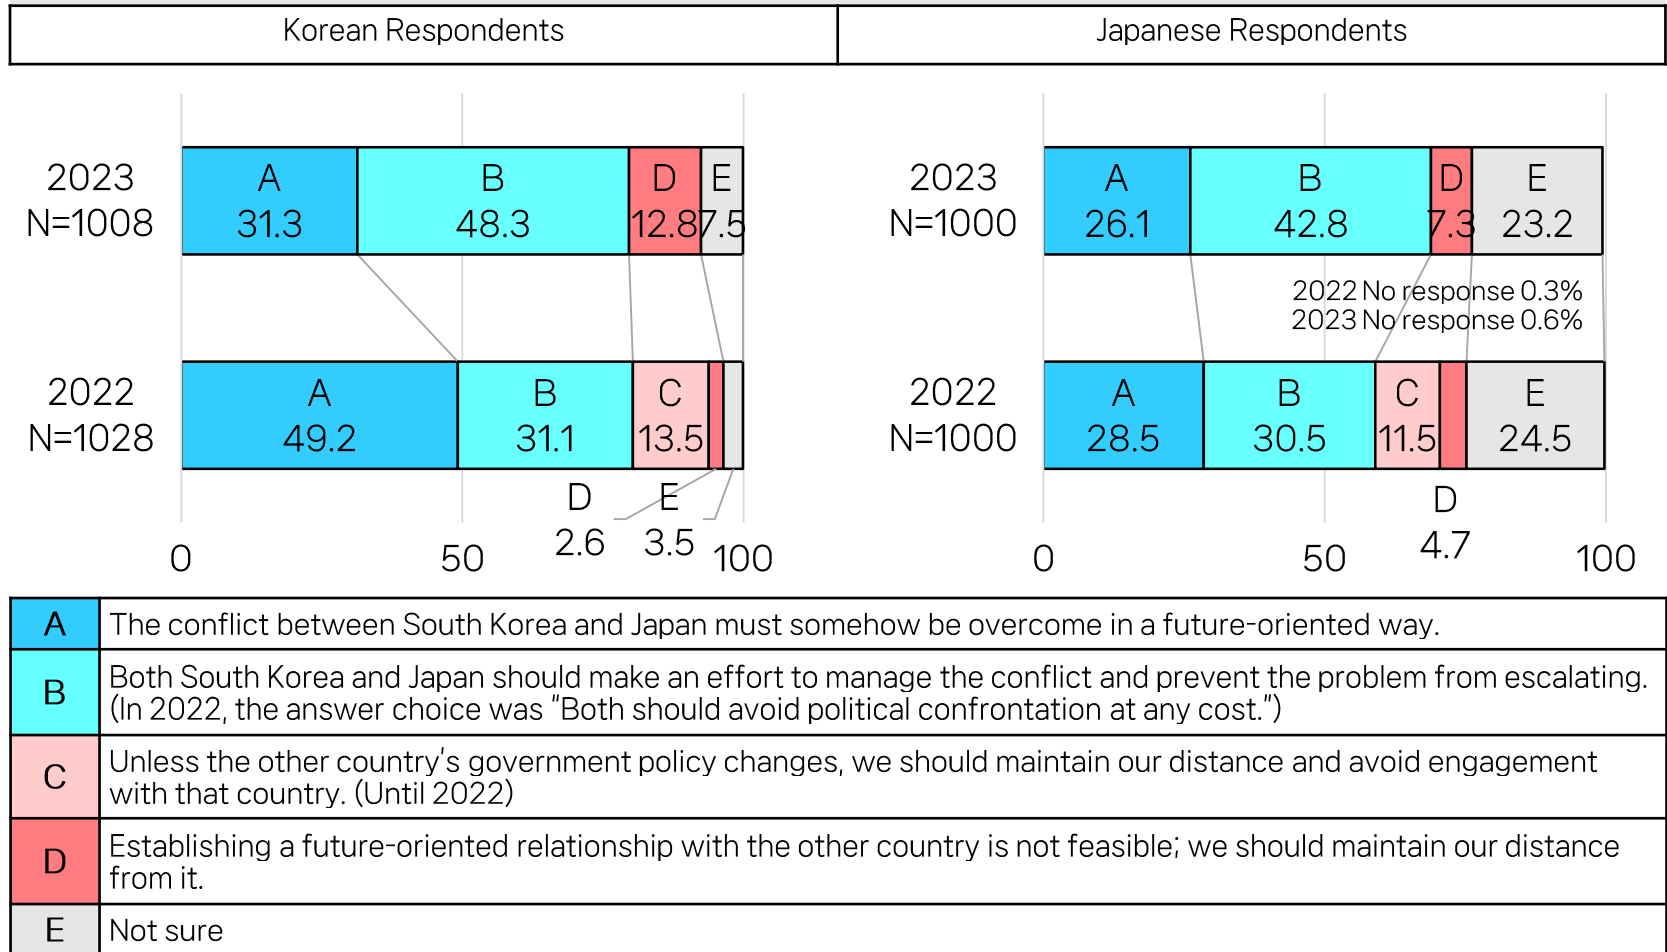 Korean Respondents
Japanese Respondents
2023
N=1008
A
31.3
B
48.3
D
12.8
E
7.5
2022
N=1028
A
49.2
B
31.1
C
13.5
D
2.6
E
3.5
0
50
100
2023
N=1000
A
26.1
B
42.8
D
7.3
E
23.2
2022 No response 0.3%
2023 No response 0.6%
2022
N=1000
A
28.5
B
30.5
C
11.5
D
4.7
E
24.5
0
50
100
A
The conflict between South Korea and Japan must somehow be overcome in a future-oriented way.
B
Both South Korea and Japan should make an effort to manage the conflict and prevent the problem from escalating.
(In 2022, the answer choice was "Both should avoid political confrontation at any cost.")
C
Unless the other country's government policy changes, we should maintain our distance and avoid engagement
with that country. (Until 2022)
D
Establishing a future-oriented relationship with the other country is not feasible; we should maintain our distance
from it.
E
Not sure